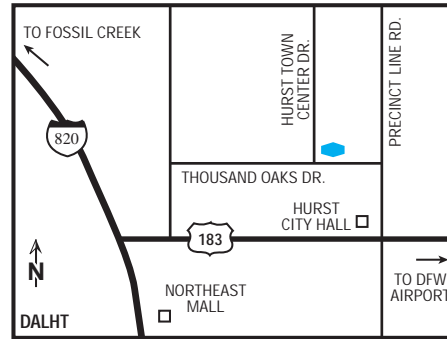 TO FOSSIL CREEK
820
HURST TOWN
CENTER DR.
PRECINCT LINE RD.
THOUSAND OAKS DR.
HURST
CITY HALL
183
N
NORTHEAST
MALL
TO DFW
AIRPORT
DALHT